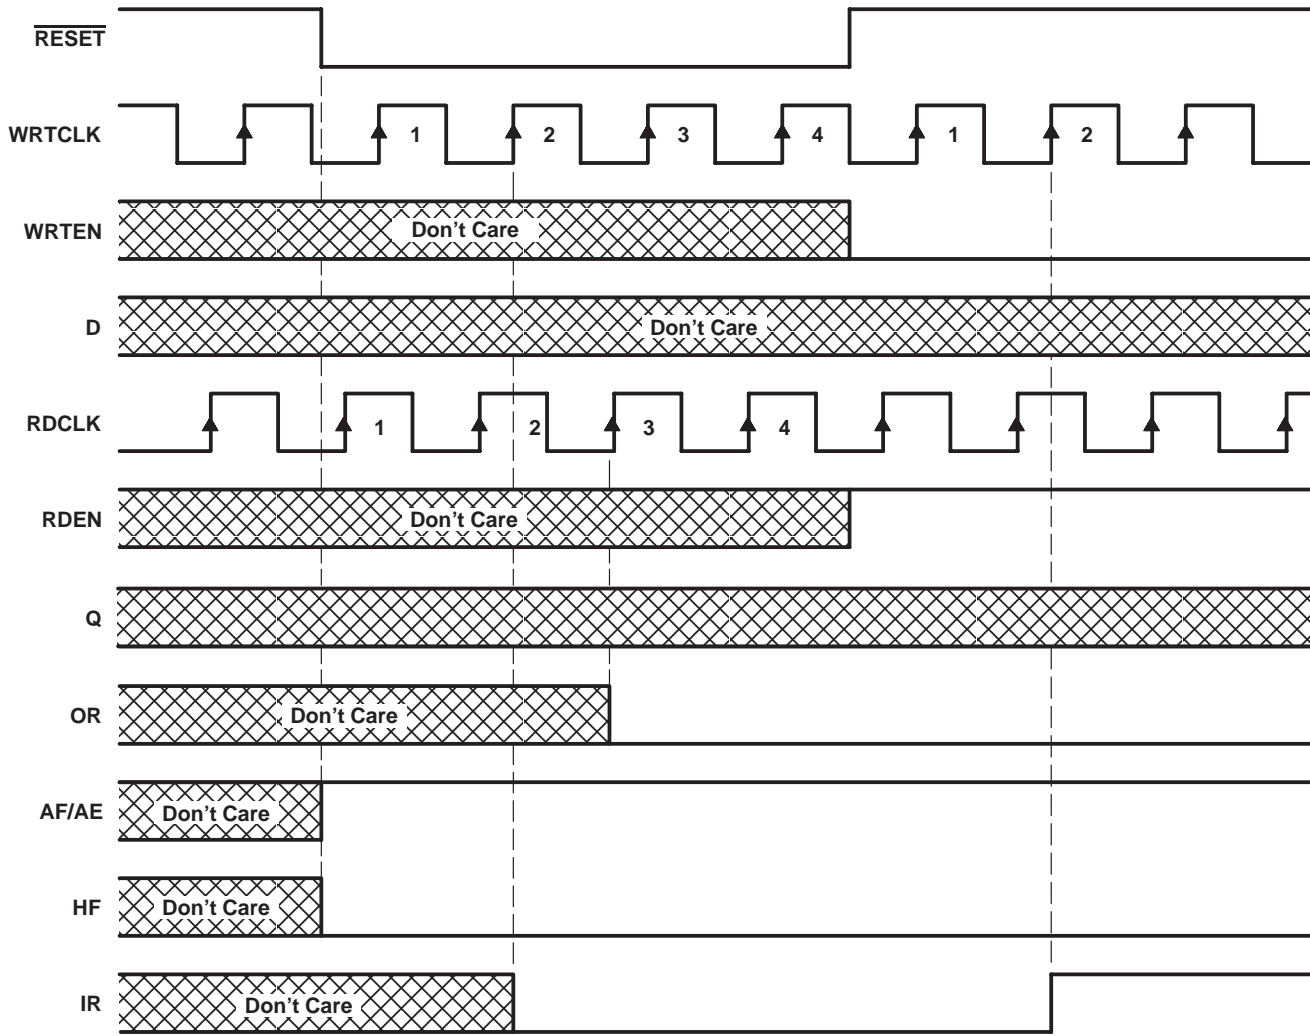 RESET
WRTCLK 1 2 3 4 1 2
WRTEN Don't Care
D Don't Care
RDCLK 1 2 3 4
RDEN Don't Care
Q
OR Don't Care
AF/AE Don't Care
HF Don't Care
IR Don't Care